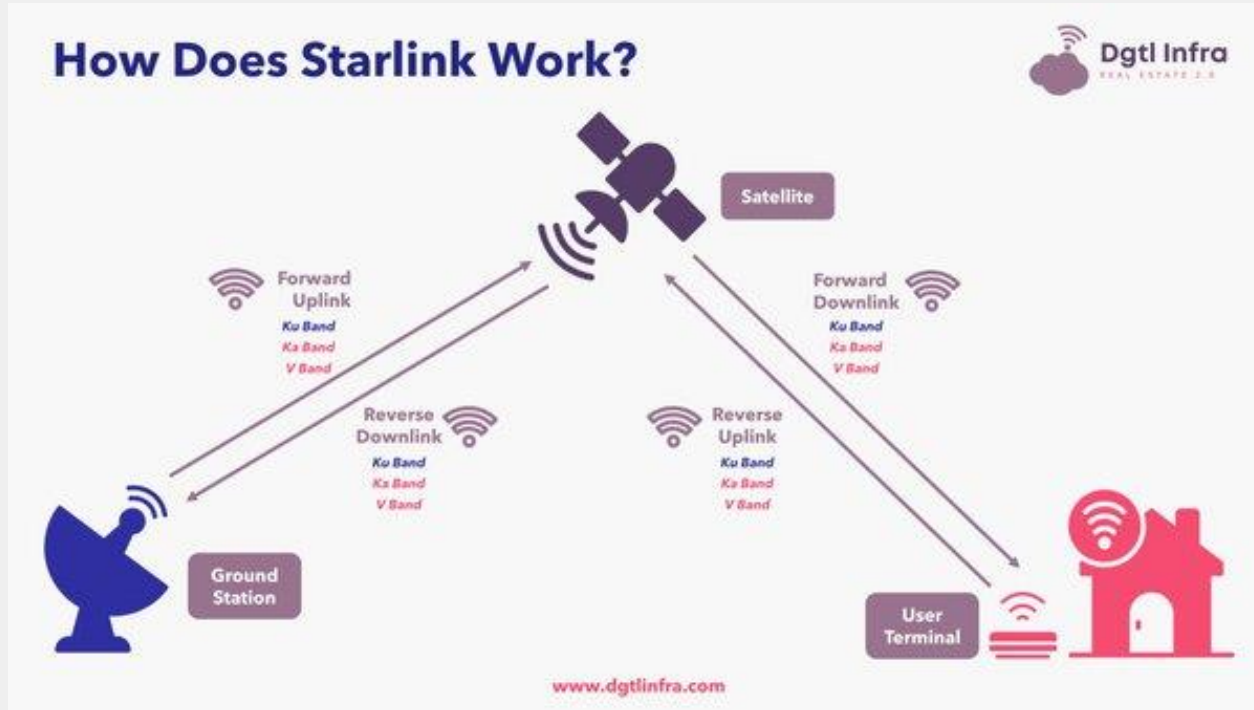 How Does Starlink Work?
Dgtl Infra
REAL ESTATE 2.0
Satellite
Forward
Uplink
Ku Band
Ka Band
V Band
Forward
Downlink
Ku Band
Ka Band
V Band
Reverse
Downlink
Ku Band
Ka Band
V Band
Reverse
Uplink
Ku Band
Ka Band
V Band
Ground
Station
User
Terminal
www.dgtlinfra.com